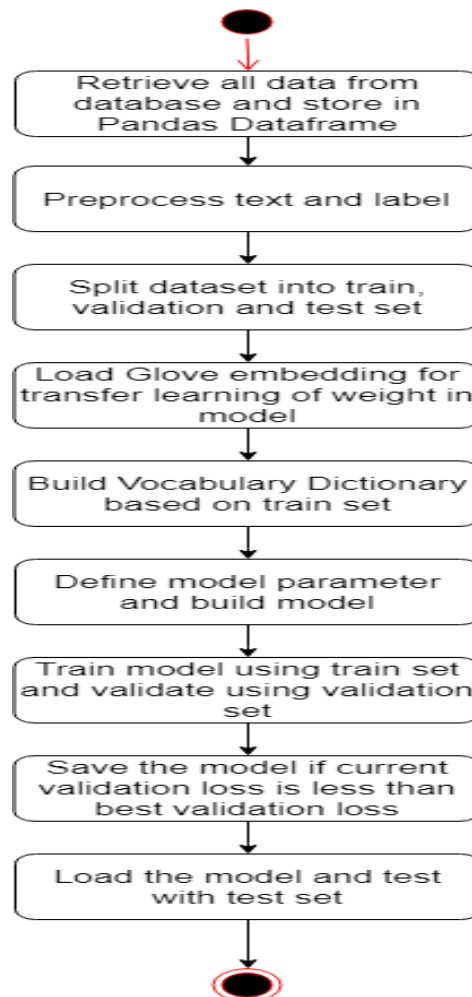 Retrieve all data from
database and store in
Pandas Dataframe
Preprocess text and label
Split dataset into train,
validation and test set
Load Glove embedding for
transfer learning of weight in
model
Build Vocabulary Dictionary
based on train set
Define model parameter
and build model
Train model using train set
and validate using validation
set
Save the model if current
validation loss is less than
best validation loss
Load the model and test
with test set